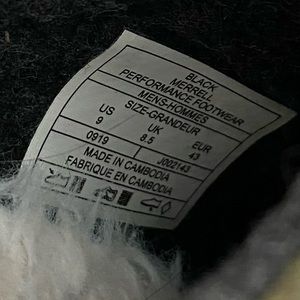 BLACK
MERRELL
PERFORMANCE FOOTWEAR
MENS-HOMMES
SIZE-GRANDEUR
US UK EUR
9 8.5 43
0919 J002143
MADE IN CAMBODIA
FABRIQUE EN CAMBODIA